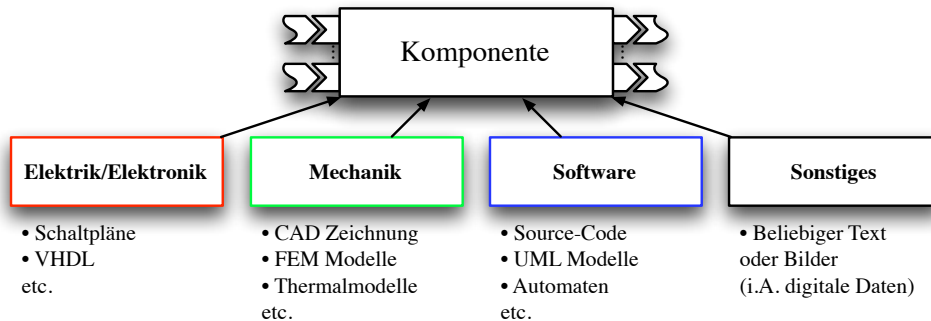 Komponente
Elektrik/Elektronik
Mechanik
Software
Sonstiges
• Schaltpläne
• VHDL
etc.
• CAD Zeichnung
• FEM Modelle
• Thermalmodelle
etc.
• Source-Code
• UML Modelle
• Automaten
etc.
• Beliebiger Text
oder Bilder
(i.A. digitale Daten)